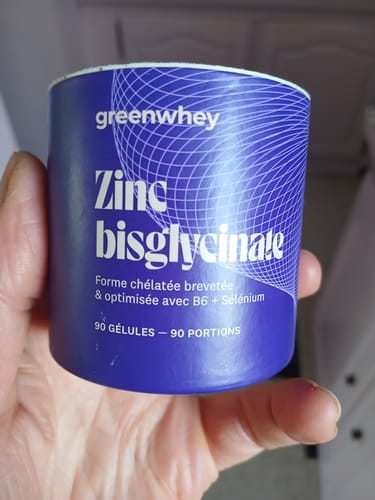 greenwhey
Zinc
bisglycinate
Forme chélatée brevetée
& optimisée avec B6 + Sélénium
90 GÉLULES — 90 PORTIONS